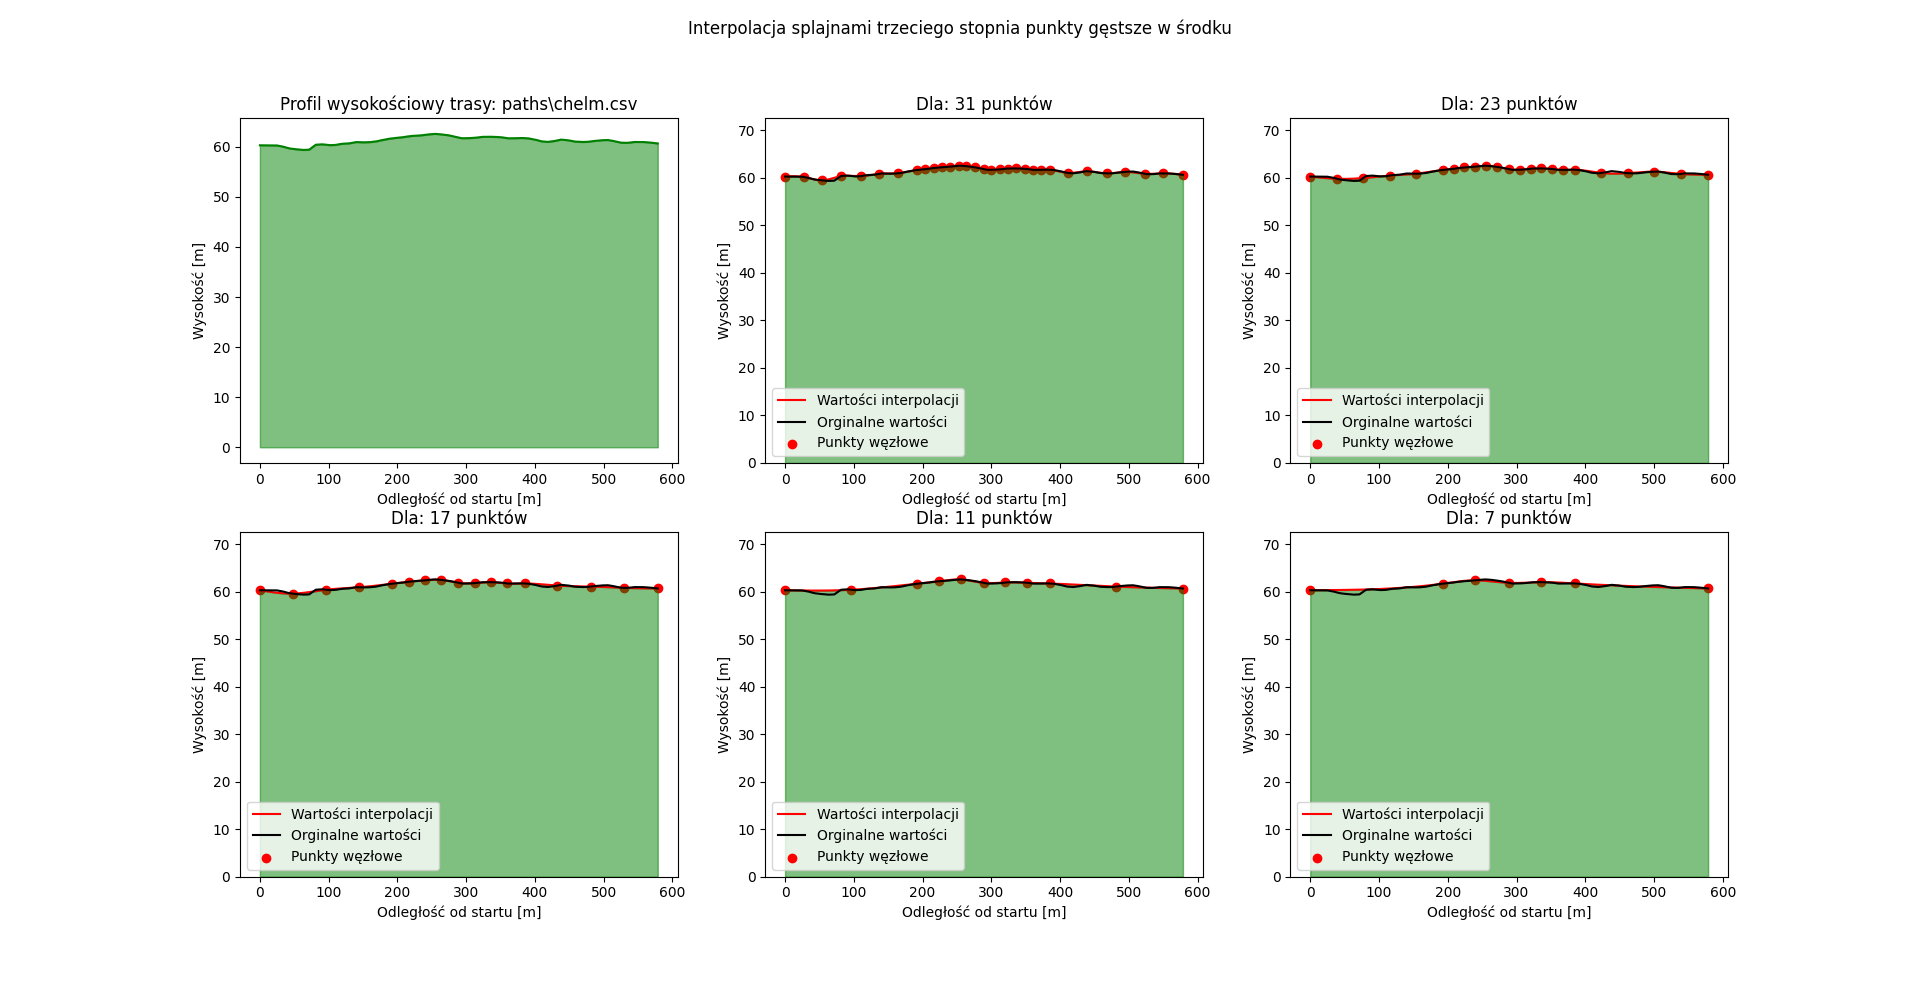 Interpolacja splajnami trzeciego stopnia punkty gęstsze w środku
Profil wysokościowy trasy: paths\chelm.csv
60
50
40
30
20
10
0
Wysokość [m]
0 100 200 300 400 500 600
Odległość od startu [m]
Dla: 31 punktów
70
60
50
40
30
20
10
0
Wysokość [m]
Wartości interpolacji
Orginalne wartości
Punkty węzłowe
0 100 200 300 400 500 600
Odległość od startu [m]
Dla: 23 punktów
70
60
50
40
30
20
10
0
Wysokość [m]
Wartości interpolacji
Orginalne wartości
Punkty węzłowe
0 100 200 300 400 500 600
Odległość od startu [m]
Dla: 17 punktów
70
60
50
40
30
20
10
0
Wysokość [m]
Wartości interpolacji
Orginalne wartości
Punkty węzłowe
0 100 200 300 400 500 600
Odległość od startu [m]
Dla: 11 punktów
70
60
50
40
30
20
10
0
Wysokość [m]
Wartości interpolacji
Orginalne wartości
Punkty węzłowe
0 100 200 300 400 500 600
Odległość od startu [m]
Dla: 7 punktów
70
60
50
40
30
20
10
0
Wysokość [m]
Wartości interpolacji
Orginalne wartości
Punkty węzłowe
0 100 200 300 400 500 600
Odległość od startu [m]